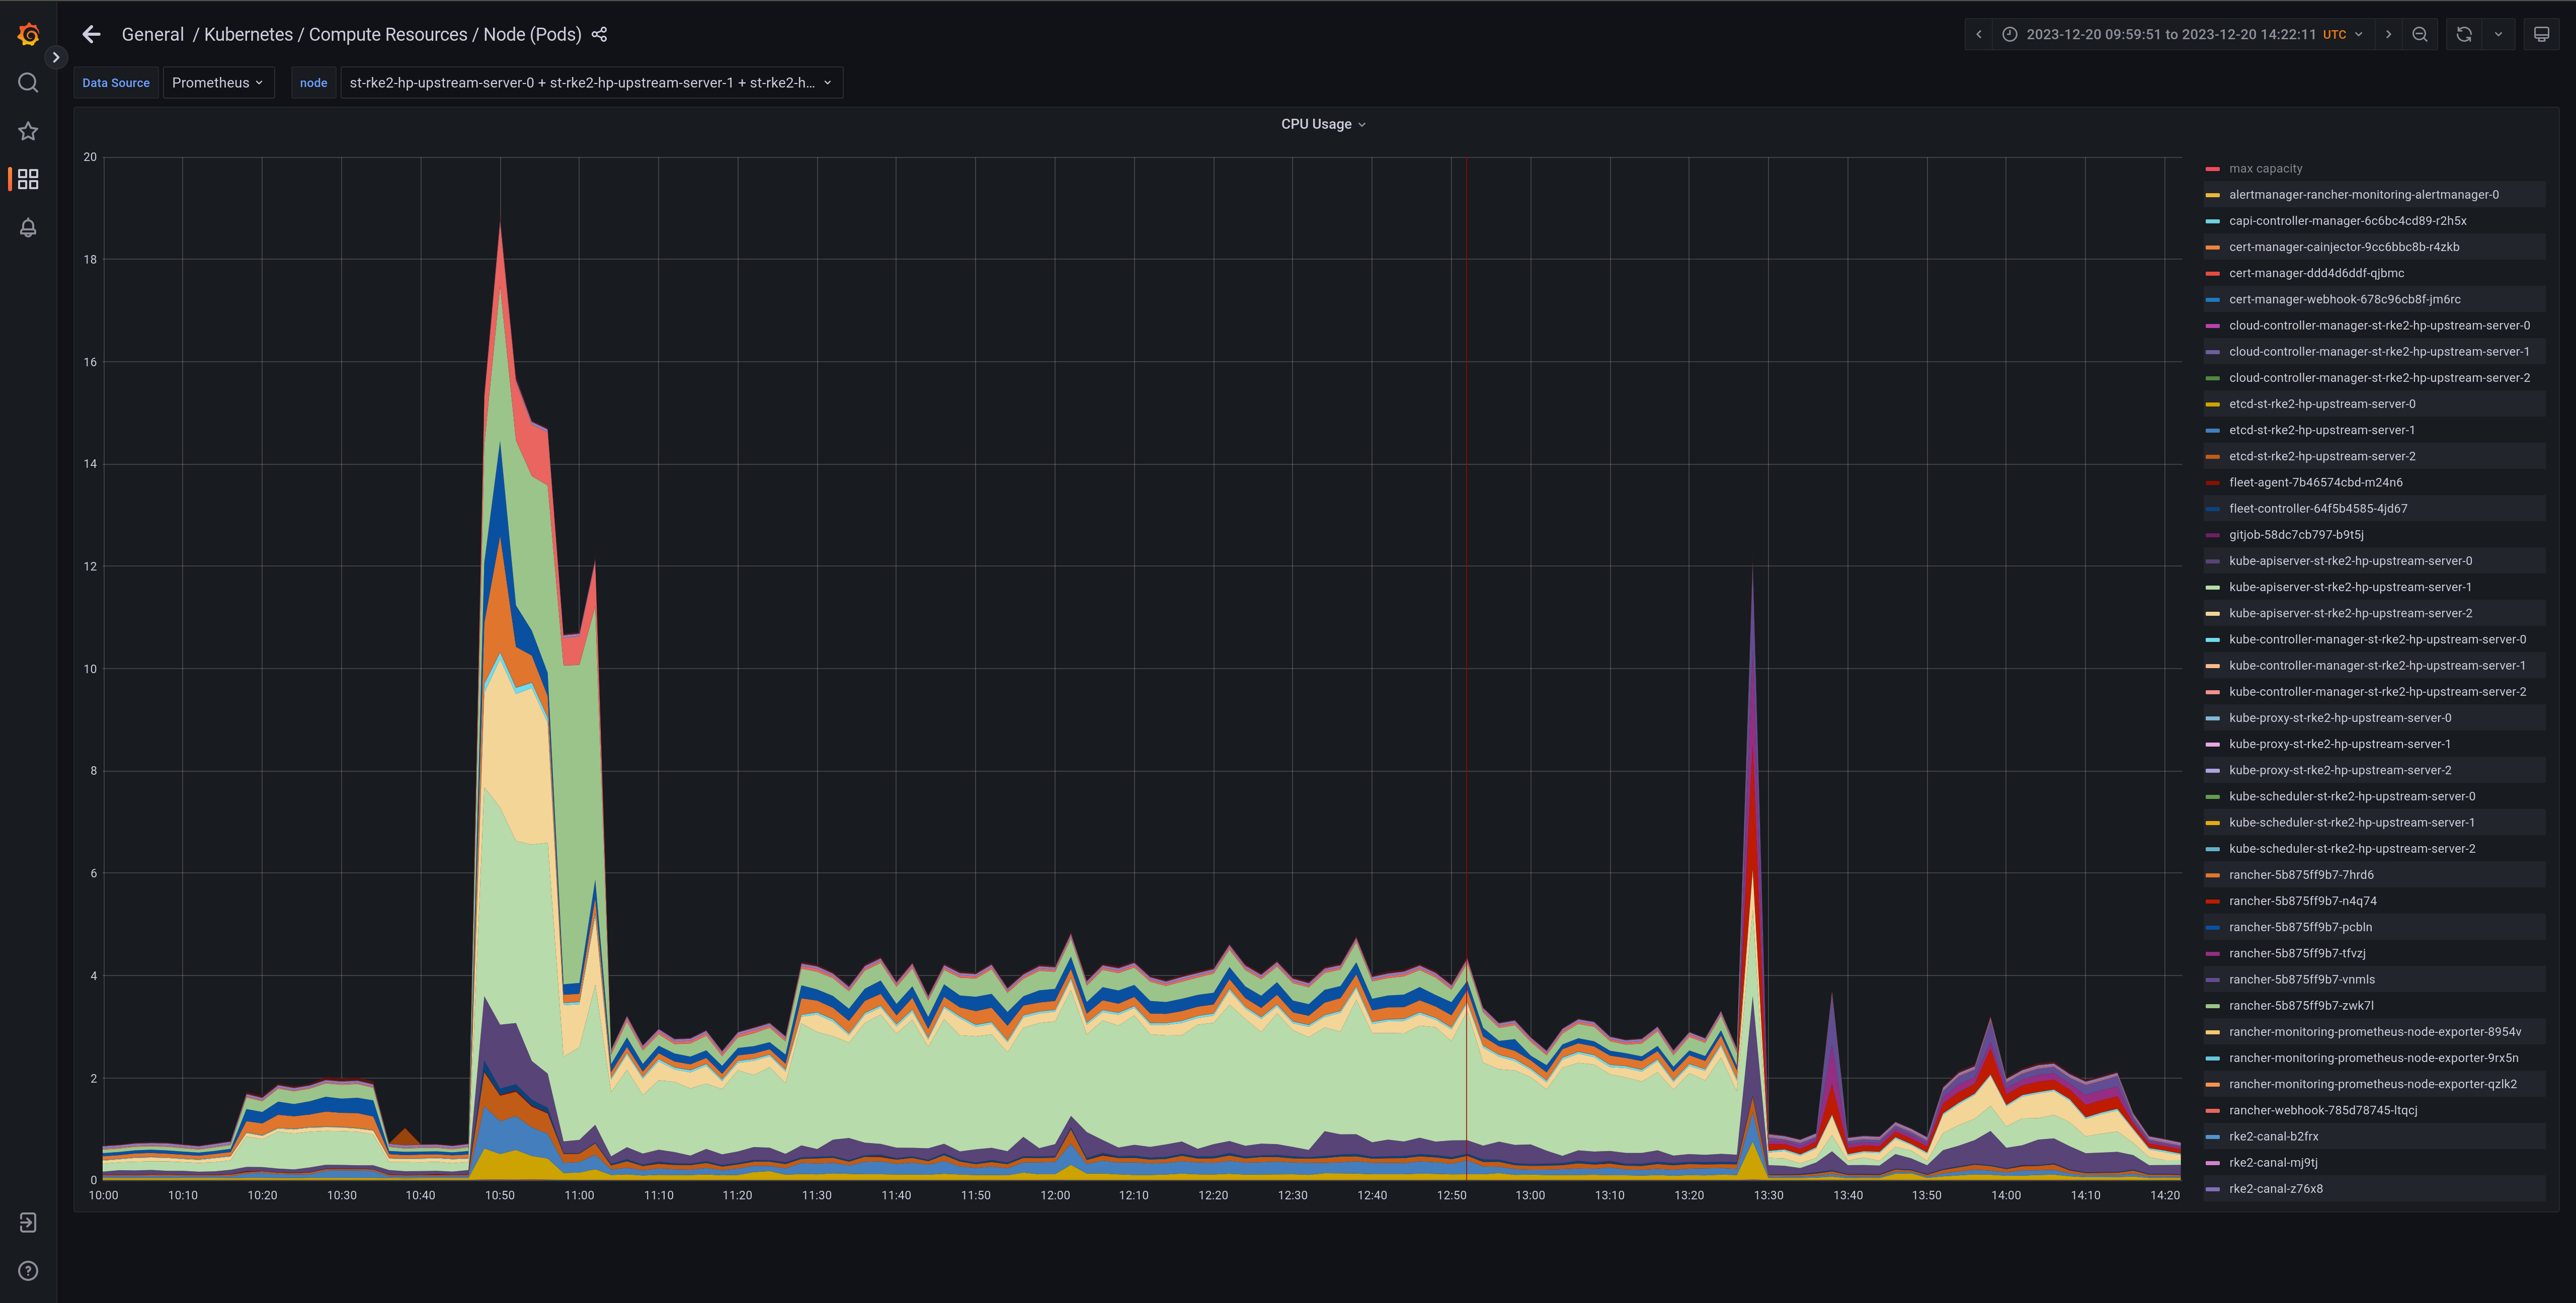 General / Kubernetes / Compute Resources / Node (Pods)
2023-12-20 09:59:51 to 2023-12-20 14:22:11 UTC
Data Source Prometheus node st-rke2-hp-upstream-server-0 + st-rke2-hp-upstream-server-1 + st-rke2-h...
CPU Usage
20
18
16
14
12
10
8
6
4
2
0
10:00 10:10 10:20 10:30 10:40 10:50 11:00 11:10 11:20 11:30 11:40 11:50 12:00 12:10 12:20 12:30 12:40 12:50 13:00 13:10 13:20 13:30 13:40 13:50 14:00 14:10 14:20
max capacity
alertmanager-rancher-monitoring-alertmanager-0
capi-controller-manager-6c6bc4cd89-r2h5x
cert-manager-cainjector-9cc6bbc8b-r4zkb
cert-manager-ddd4d6ddf-qjbmc
cert-manager-webhook-678c96cb8f-jm6rc
cloud-controller-manager-st-rke2-hp-upstream-server-0
cloud-controller-manager-st-rke2-hp-upstream-server-1
cloud-controller-manager-st-rke2-hp-upstream-server-2
etcd-st-rke2-hp-upstream-server-0
etcd-st-rke2-hp-upstream-server-1
etcd-st-rke2-hp-upstream-server-2
fleet-agent-7b46574cbd-m24n6
fleet-controller-64f5b4585-4jd67
gitjob-58dc7cb797-b9t5j
kube-apiserver-st-rke2-hp-upstream-server-0
kube-apiserver-st-rke2-hp-upstream-server-1
kube-apiserver-st-rke2-hp-upstream-server-2
kube-controller-manager-st-rke2-hp-upstream-server-0
kube-controller-manager-st-rke2-hp-upstream-server-1
kube-controller-manager-st-rke2-hp-upstream-server-2
kube-proxy-st-rke2-hp-upstream-server-0
kube-proxy-st-rke2-hp-upstream-server-1
kube-proxy-st-rke2-hp-upstream-server-2
kube-scheduler-st-rke2-hp-upstream-server-0
kube-scheduler-st-rke2-hp-upstream-server-1
kube-scheduler-st-rke2-hp-upstream-server-2
rancher-5b875ff9b7-7hrd6
rancher-5b875ff9b7-n4q74
rancher-5b875ff9b7-pcbln
rancher-5b875ff9b7-tfvzj
rancher-5b875ff9b7-vnmls
rancher-5b875ff9b7-zwk7l
rancher-monitoring-prometheus-node-exporter-8954v
rancher-monitoring-prometheus-node-exporter-9rx5n
rancher-monitoring-prometheus-node-exporter-qzlk2
rancher-webhook-785d78745-ltqcj
rke2-canal-b2frx
rke2-canal-mj9tj
rke2-canal-z76x8